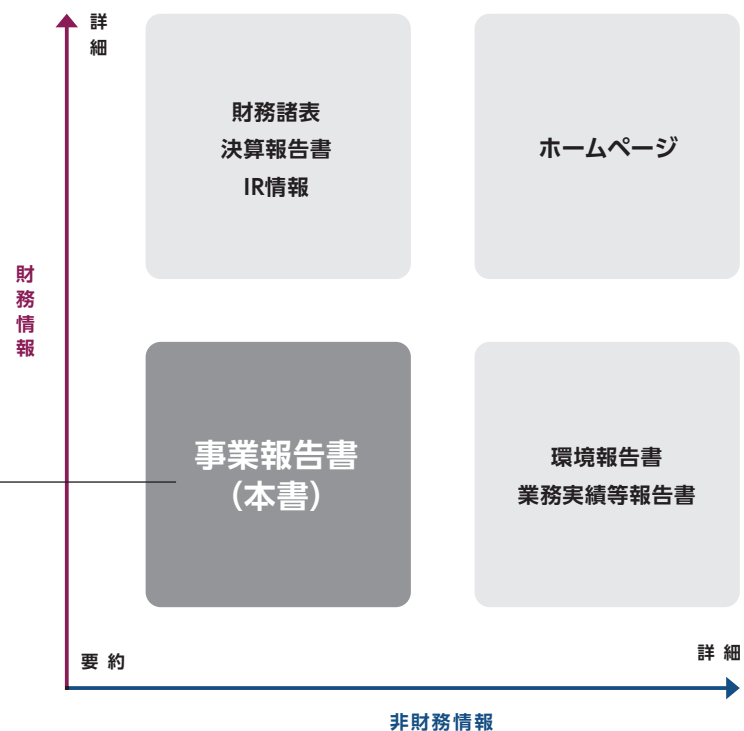 詳細
財務諸表
決算報告書
IR情報
ホームページ
財務情報
事業報告書
（本書）
環境報告書
業務実績等報告書
要約
詳細
非財務情報